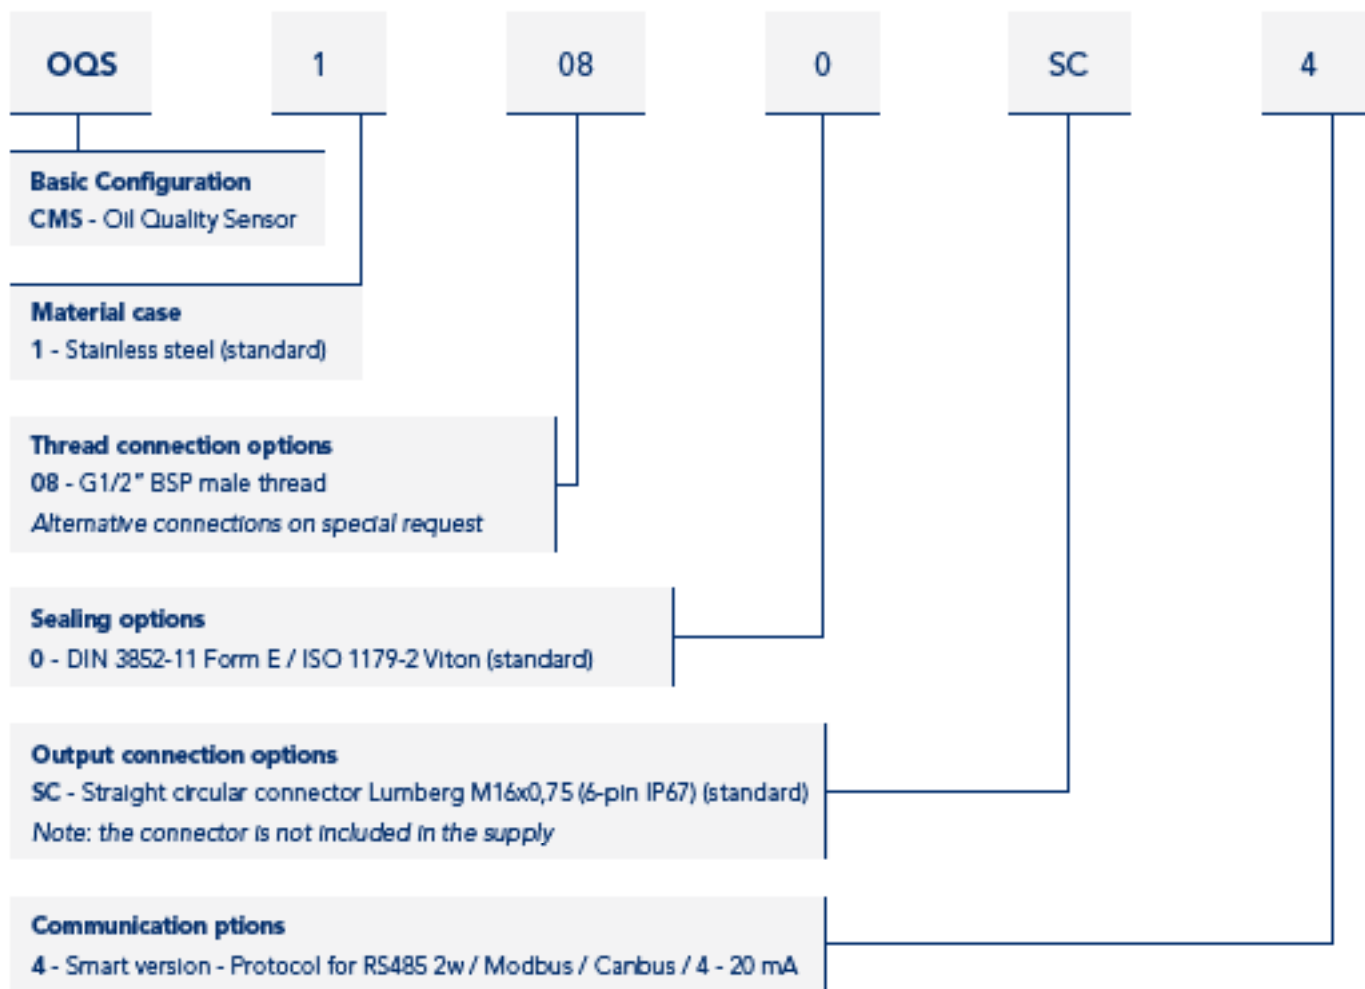 OQS 1 08 0 SC 4
Basic Configuration
CMS - Oil Quality Sensor
Material case
1 - Stainless steel (standard)
Thread connection options
08 - G1/2" BSP male thread
Alternative connections on special request
Sealing options
0 - DIN 3852-11 Form E / ISO 1179-2 Viton (standard)
Output connection options
SC - Straight circular connector Lumberg M16x0,75 (6-pin IP67) (standard)
Note: the connector is not included in the supply
Communication ptions
4 - Smart version - Protocol for RS485 2w / Modbus / Canbus / 4 - 20 mA